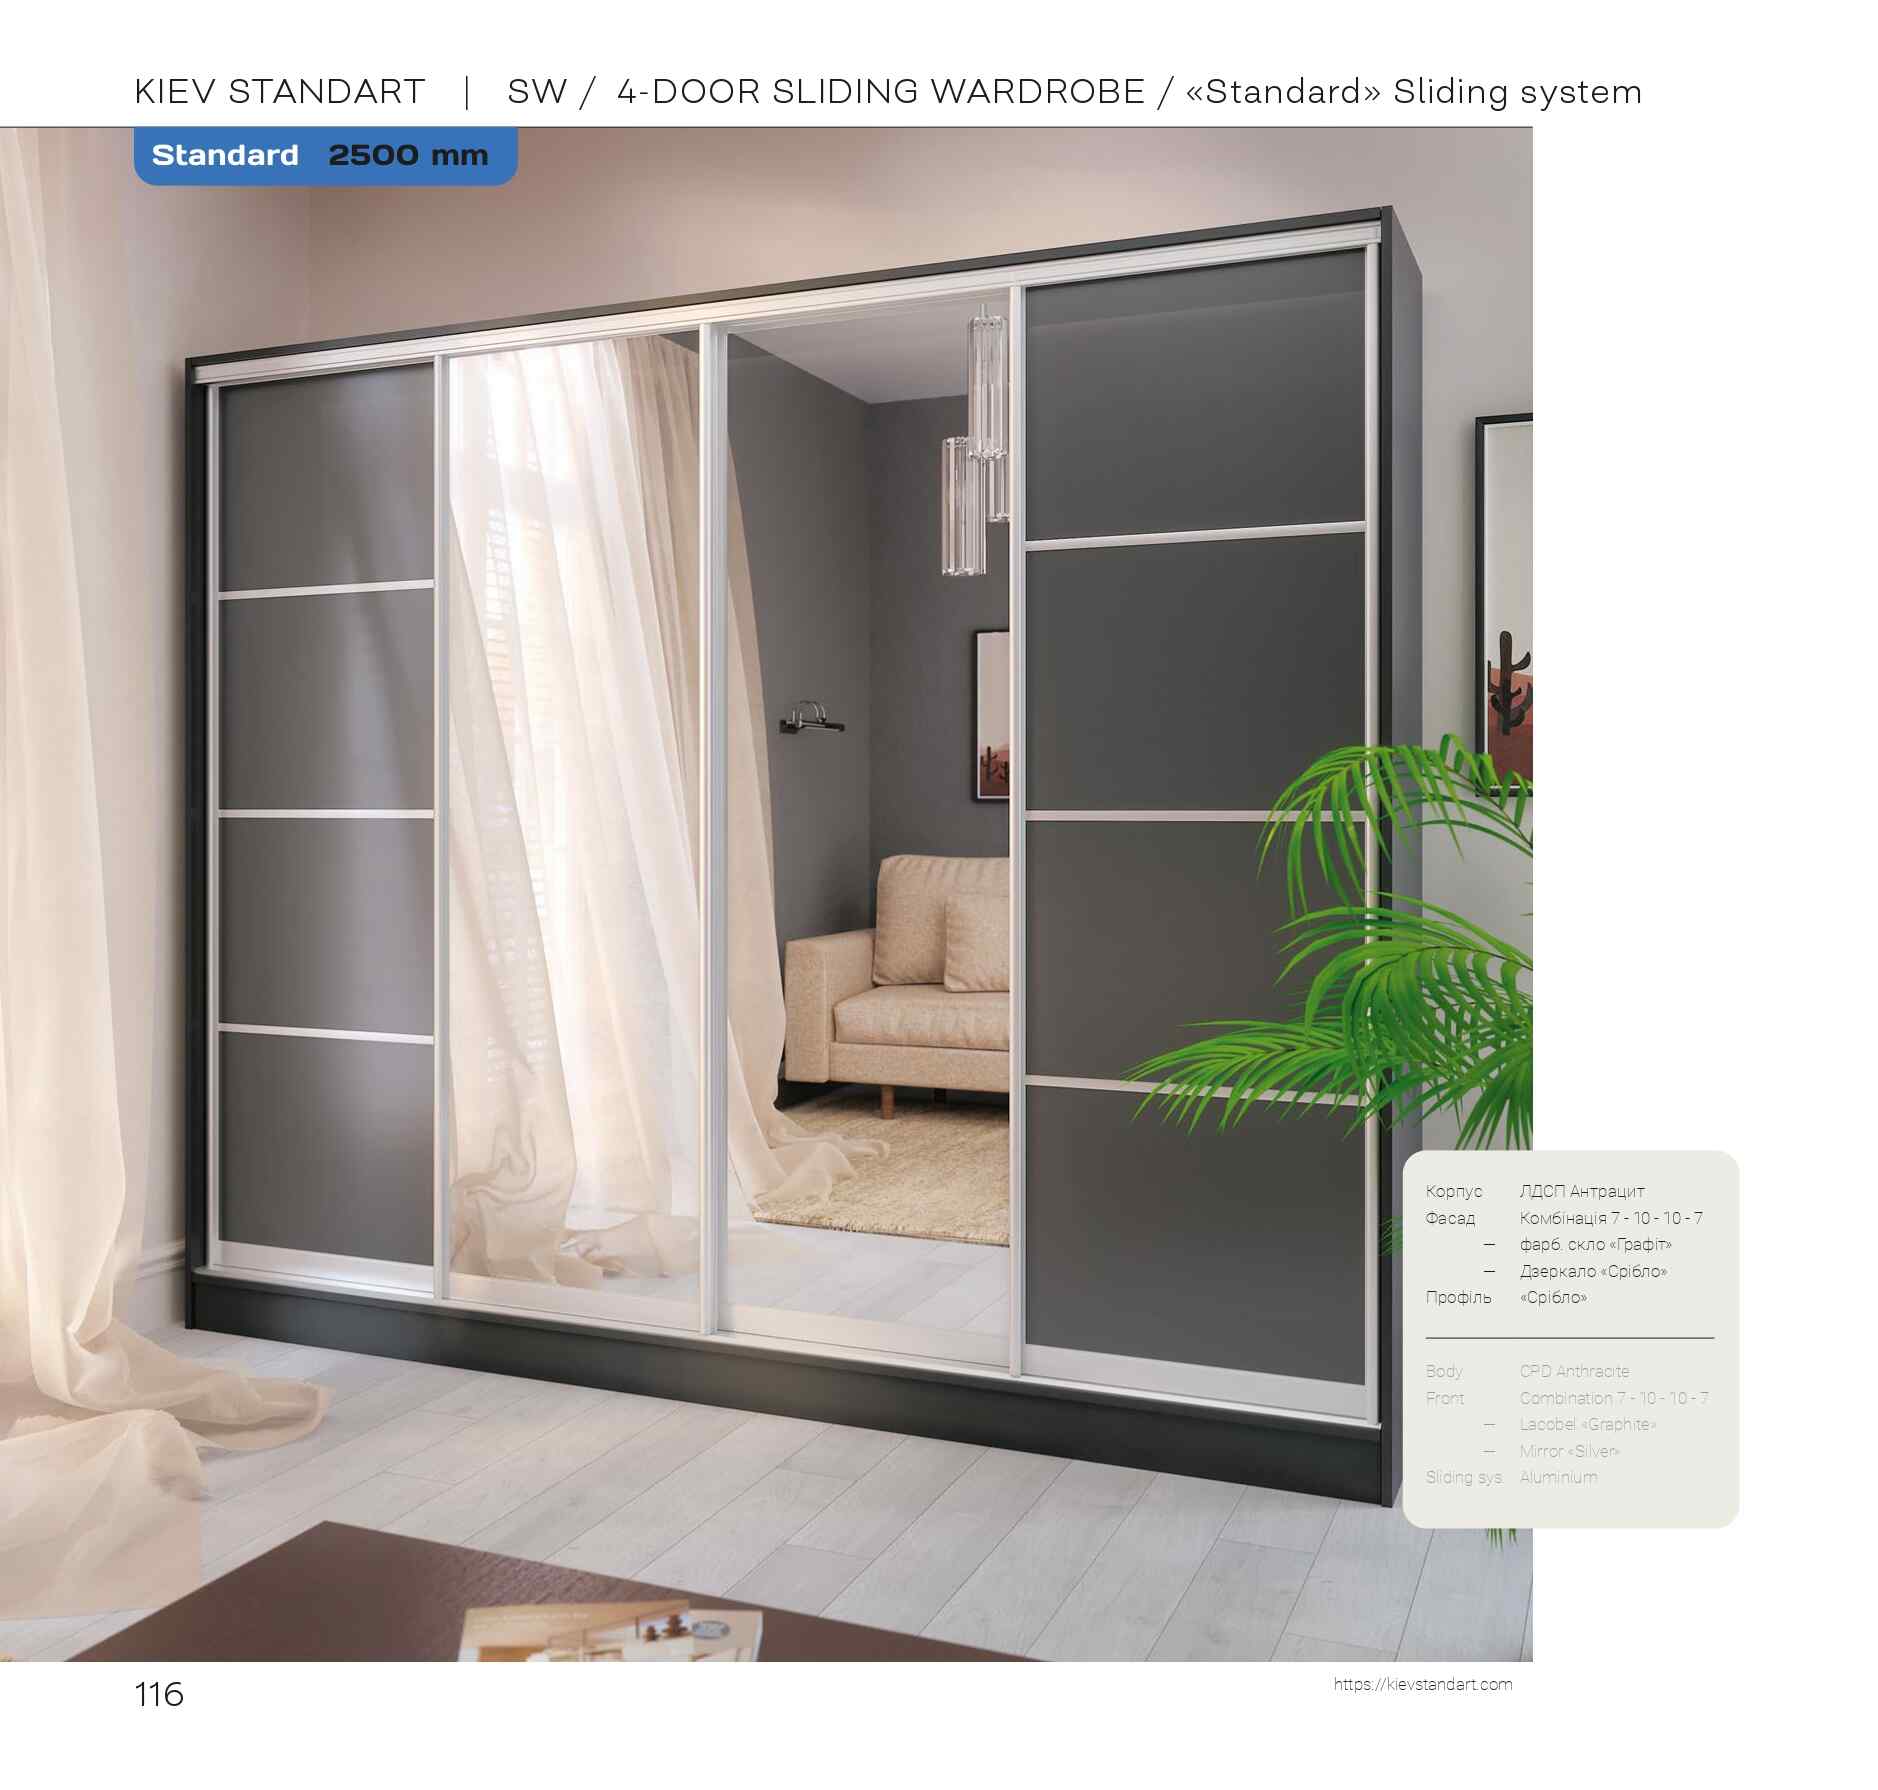 KIEV STANDART | SW / 4-DOOR SLIDING WARDROBE / «Standard» Sliding system
Standard 2500 mm
Корпус ЛДСП Антрацит
Фасад Комбінація 7 - 10 - 10 - 7
— фарб. скло «Графіт»
— Дзеркало «Срібло»
Профіль «Срібло»
Body CPD Anthracite
Front Combination 7 - 10 - 10 - 7
— Lacobel «Graphite»
— Mirror «Silver»
Sliding sys. Aluminium
116
https://kievstandart.com